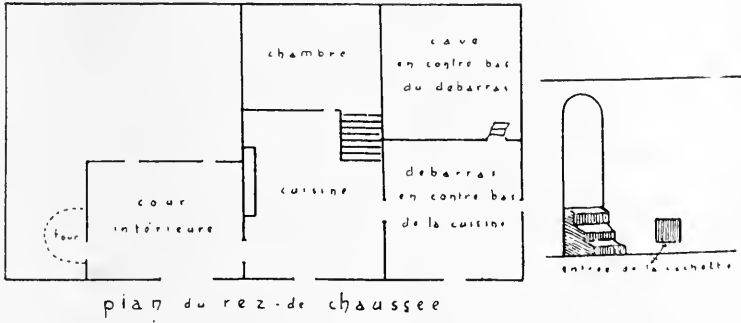 chambre
cave
en contre bas
du debarras
cuisine
debarras
en contre bas
de la cuisine
cour
intérieure
four
entrée de la cachette
plan du rez-de chaussee